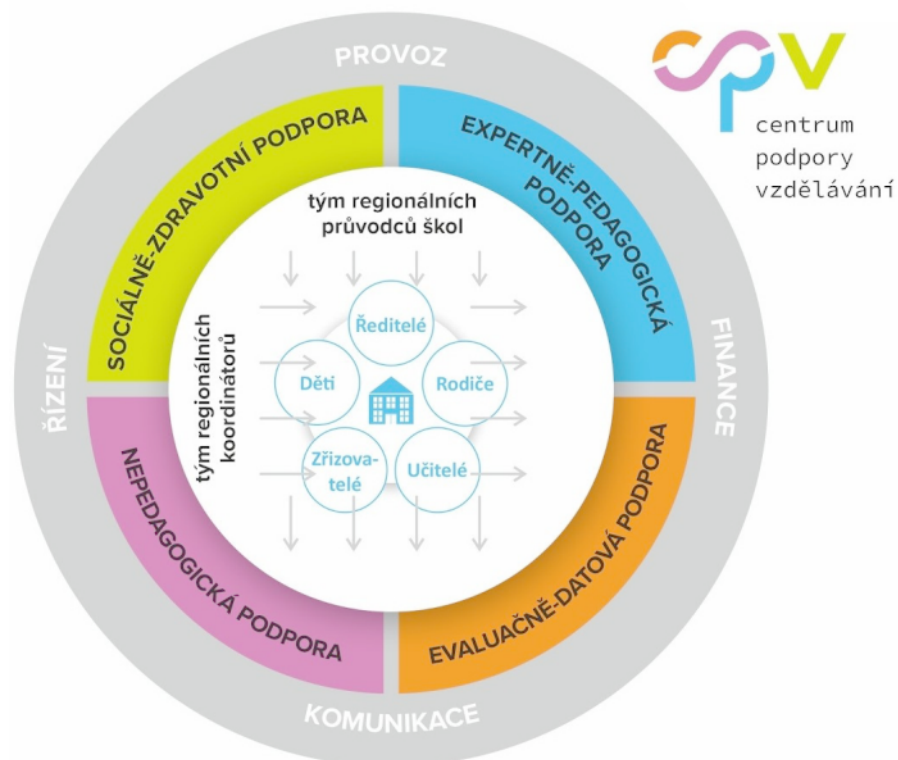 PROVOZ
cpv
centrum
podpory
vzdělávání
SOCIÁLNĚ-ZDRAVOTNÍ PODPORA
EXPERTNĚ-PEDAGOGICKÁ
PODPORA
tým regionálních
průvodců škol
tým regionálních
koordinátorů
Ředitelé
Děti
Rodiče
Zřizova-
telé
Učitelé
ŘÍZENÍ
FINANCE
NEPEDAGOGICKÁ PODPORA
EVALUAČNĚ-DATOVÁ PODPORA
KOMUNIKACE